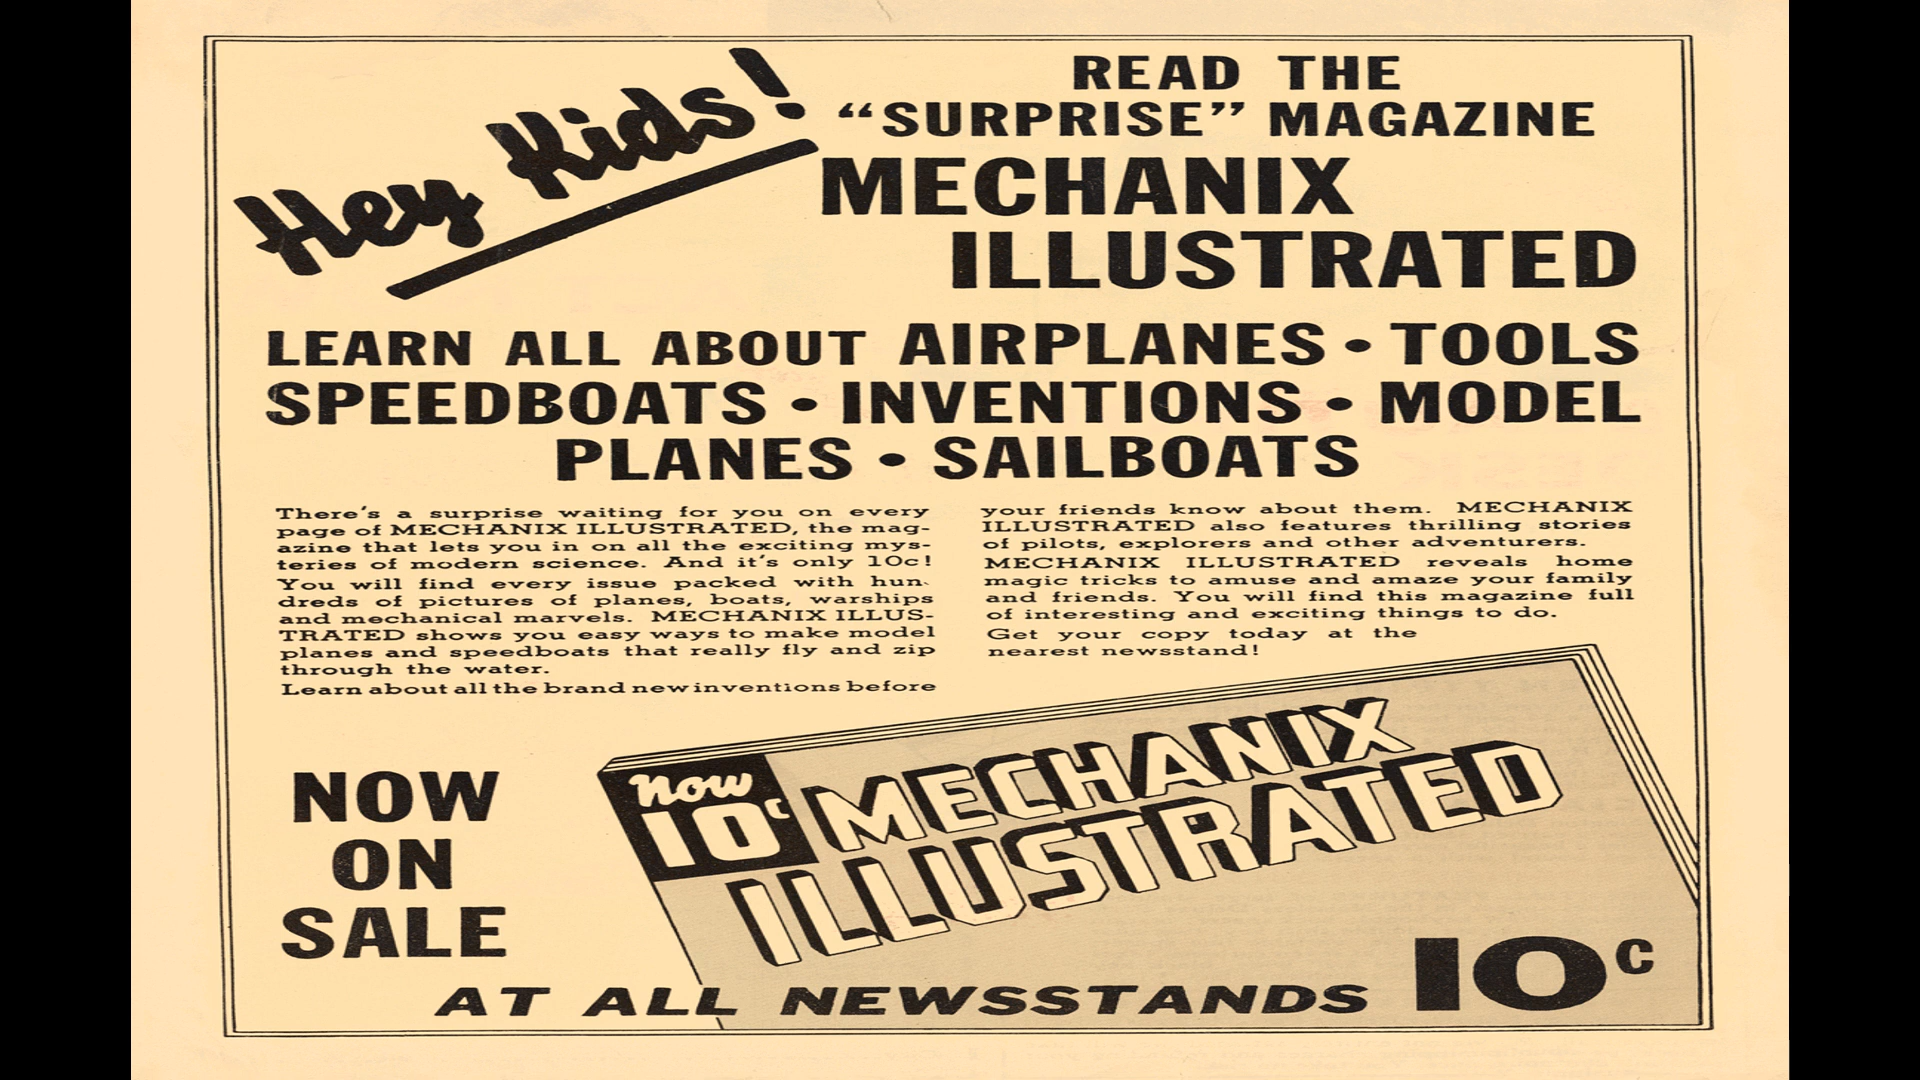 Hey Kids!
READ THE
“SURPRISE” MAGAZINE
MECHANIX
ILLUSTRATED
LEARN ALL ABOUT AIRPLANES • TOOLS
SPEEDBOATS • INVENTIONS • MODEL
PLANES • SAILBOATS
There's a surprise waiting for you on every
page of MECHANIX ILLUSTRATED, the mag-
azine that lets you in on all the exciting mys-
teries of modern science. And it's only 10c!
You will find every issue packed with hun-
dreds of pictures of planes, boats, warships
and mechanical marvels. MECHANIX ILLUS-
TRATED shows you easy ways to make model
planes and speedboats that really fly and zip
through the water.
Learn about all the brand new inventions before
your friends know about them. MECHANIX
ILLUSTRATED also features thrilling stories
of pilots, explorers and other adventurers.
MECHANIX ILLUSTRATED reveals home
magic tricks to amuse and amaze your family
and friends. You will find this magazine full
of interesting and exciting things to do.
Get your copy today at the
nearest newsstand!
Now
10c
MECHANIX
ILLUSTRATED
NOW
ON
SALE
AT ALL NEWSSTANDS 10c